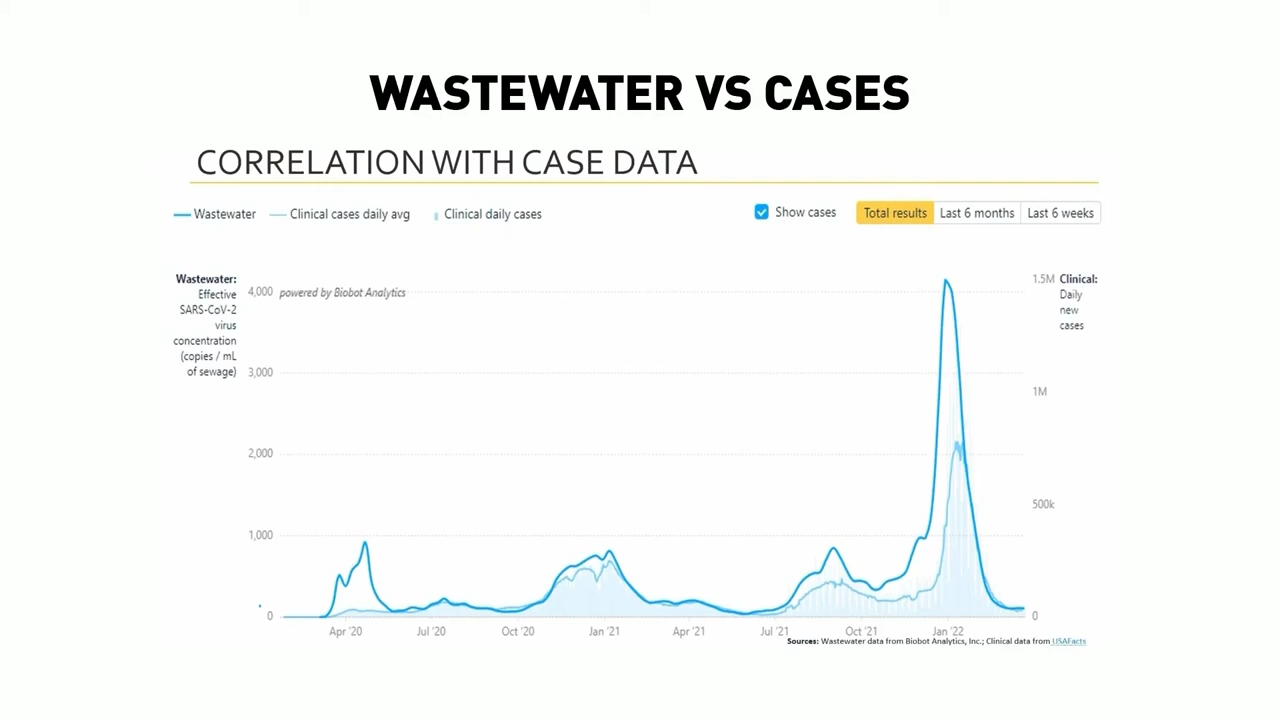 WASTEWATER VS CASES
CORRELATION WITH CASE DATA
Wastewater Clinical cases daily avg Clinical daily cases Show cases Total results Last 6 months Last 6 weeks
Wastewater:
Effective
SARS-CoV-2
virus
concentration
(copies / mL
of sewage)
4,000
3,000
2,000
1,000
0
powered by Biobot Analytics
1.5M
1M
500k
0
Clinical:
Daily
new
cases
Apr '20 Jul '20 Oct '20 Jan '21 Apr '21 Jul '21 Oct '21 Jan '22
Sources: Wastewater data from Biobot Analytics, Inc.; Clinical data from USAFacts